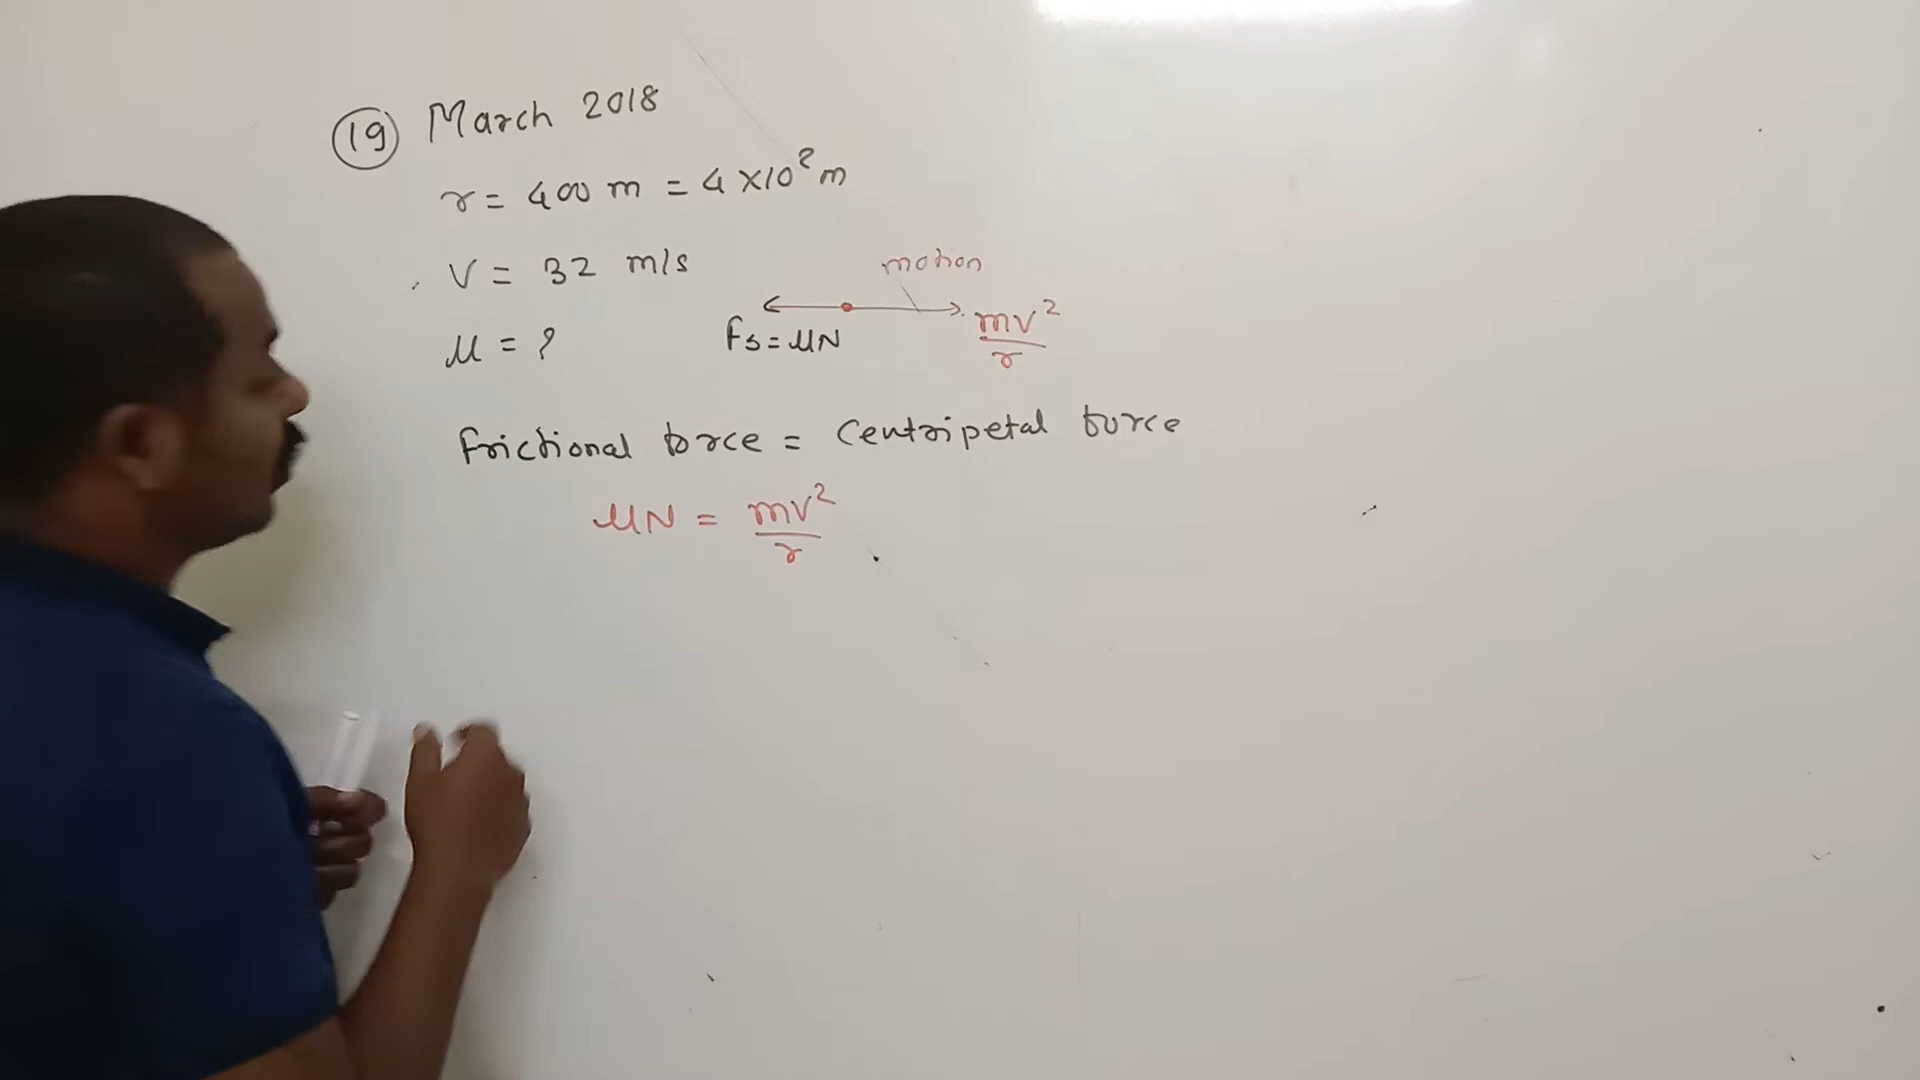 19 March 2018
r = 400 m = 4 x 10² m
V = 32 m/s
motion
μ = ?
fs = μN
mv²/r
frictional force = Centripetal force
μN = mv²/r